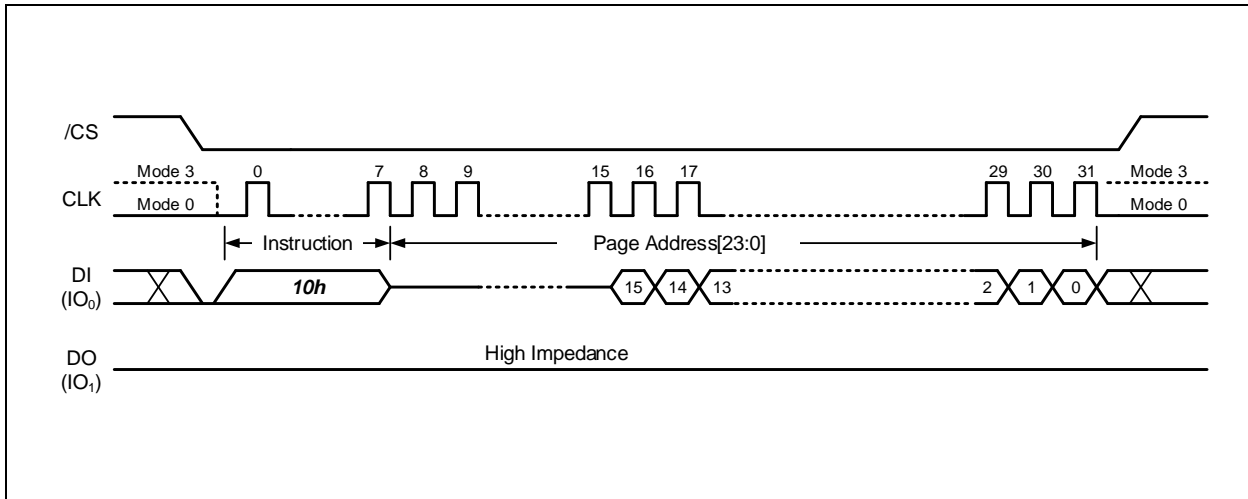 /CS
Mode 3 0 7 8 9 15 16 17 29 30 31 Mode 3
CLK
Mode 0 Mode 0
Instruction Page Address[23:0]
DI
(IO₀)
10h 15 14 13 2 1 0
High Impedance
DO
(IO₁)